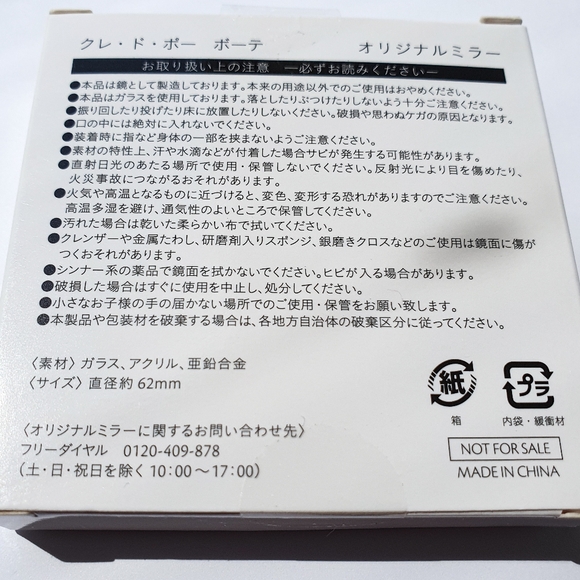 クレ・ド・ポー ボーテ オリジナルミラー
お取り扱い上の注意 ―必ずお読みください―
●本品は鏡として製造しております。本来の用途以外でのご使用はおやめください。
●本品はガラスを使用しております。落としたりぶつけたりしないよう十分ご注意ください。
●振り回したり投げたり床に放置したりしないでください。破損や思わぬケガの原因となります。
●口の中には絶対に入れないでください。
●装着時に指など身体の一部を挟まないようご注意ください。
●素材の特性上、汗や水滴などが付着した場合サビが発生する可能性があります。
●直射日光のあたる場所で使用・保管しないでください。反射光により目を傷めたり、
火災事故につながるおそれがあります。
●火気や高温となるものに近づけると、変色、変形する恐れがありますのでご注意ください。
高温多湿を避け、通気性のよいところで保管してください。
●汚れた場合は乾いた柔らかい布で拭いてください。
●クレンザーや金属たわし、研磨剤入りスポンジ、銀磨きクロスなどのご使用は鏡面に傷が
つくおそれがあります。
●シンナー系の薬品で鏡面を拭かないでください。ヒビが入る場合があります。
●破損した場合はすぐに使用を中止し、処分してください。
●小さなお子様の手の届かない場所でのご使用・保管をお願い致します。
●本製品や包装材を破棄する場合は、各地方自治体の破棄区分に従ってください。
〈素材〉ガラス、アクリル、亜鉛合金
〈サイズ〉直径約62mm
紙 プラ
箱 内袋・緩衝材
〈オリジナルミラーに関するお問い合わせ先〉
フリーダイヤル 0120-409-878
(土・日・祝日を除く10:00〜17:00)
NOT FOR SALE
MADE IN CHINA